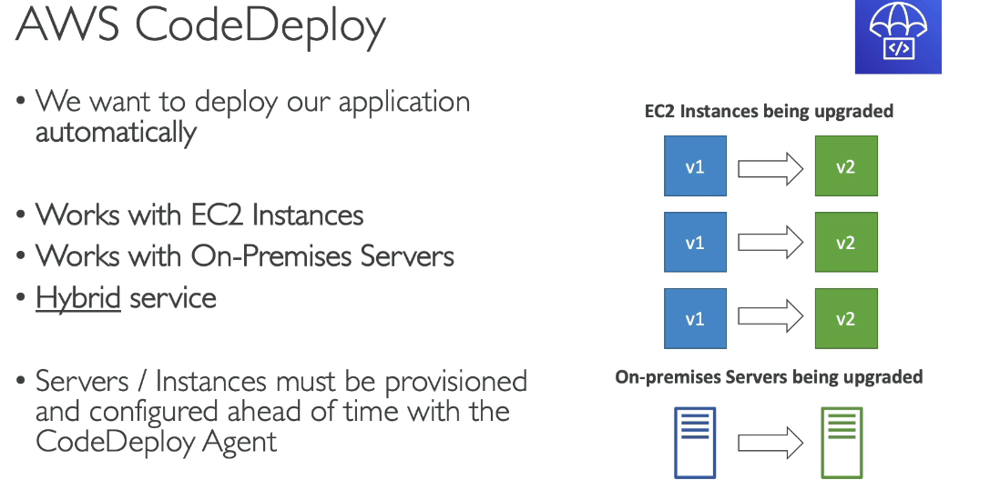 AWS CodeDeploy
</>
• We want to deploy our application
automatically
• Works with EC2 Instances
• Works with On-Premises Servers
• Hybrid service
• Servers / Instances must be provisioned
and configured ahead of time with the
CodeDeploy Agent
EC2 Instances being upgraded
v1 v2
v1 v2
v1 v2
On-premises Servers being upgraded